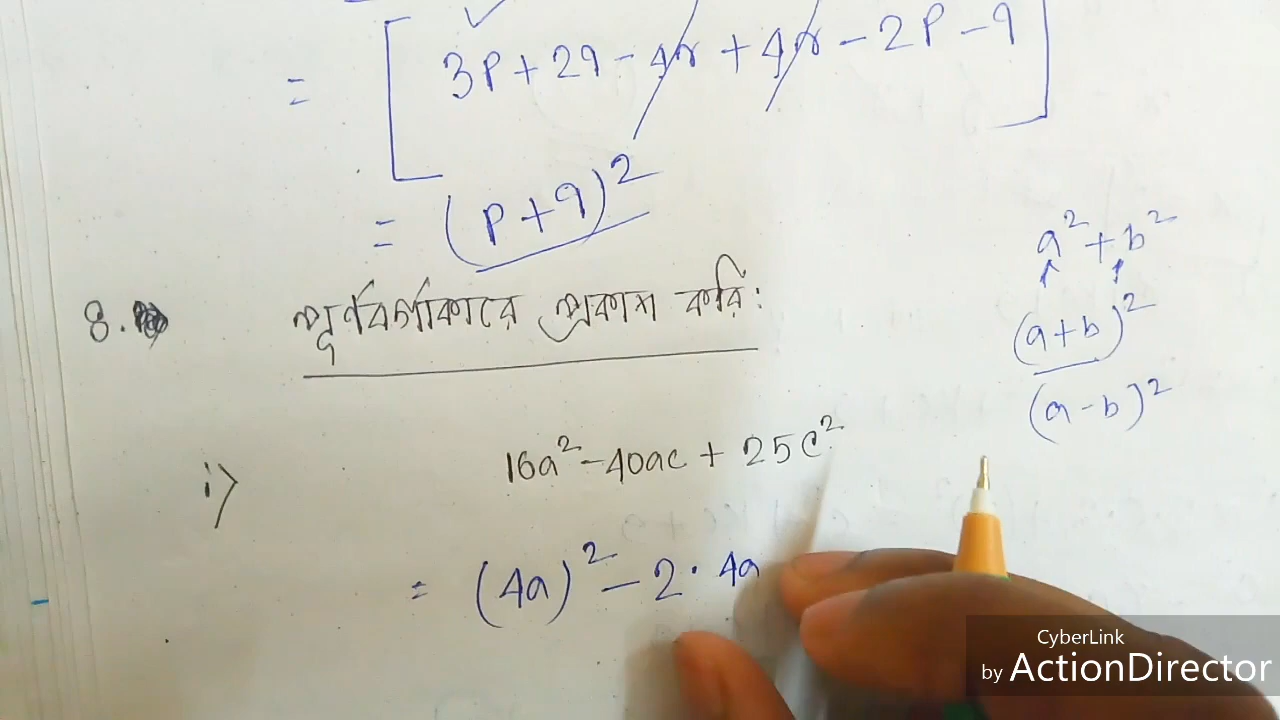 = [ 3p + 2q - 4r + 4r - 2p - q ]
= (p + q)²
a² + b²
(a + b)²
(a - b)²
8. পূর্ণবর্গাকারে প্রকাশ করি:
i> 16a² - 40ac + 25c²
= (4a)² - 2 · 4a
CyberLink
by ActionDirector